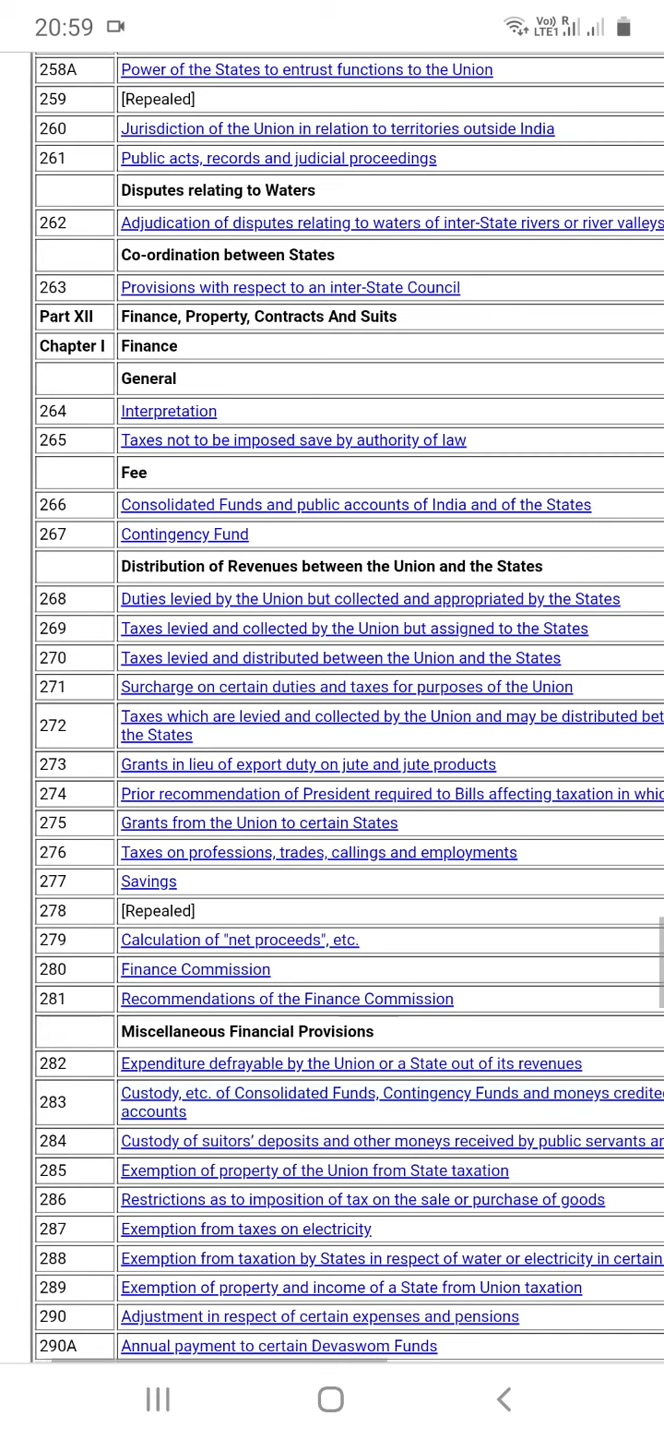 20:59
Vo)) R
LTE1
258A Power of the States to entrust functions to the Union
259 [Repealed]
260 Jurisdiction of the Union in relation to territories outside India
261 Public acts, records and judicial proceedings
Disputes relating to Waters
262 Adjudication of disputes relating to waters of inter-State rivers or river valleys
Co-ordination between States
263 Provisions with respect to an inter-State Council
Part XII Finance, Property, Contracts And Suits
Chapter I Finance
General
264 Interpretation
265 Taxes not to be imposed save by authority of law
Fee
266 Consolidated Funds and public accounts of India and of the States
267 Contingency Fund
Distribution of Revenues between the Union and the States
268 Duties levied by the Union but collected and appropriated by the States
269 Taxes levied and collected by the Union but assigned to the States
270 Taxes levied and distributed between the Union and the States
271 Surcharge on certain duties and taxes for purposes of the Union
272 Taxes which are levied and collected by the Union and may be distributed bet
the States
273 Grants in lieu of export duty on jute and jute products
274 Prior recommendation of President required to Bills affecting taxation in whic
275 Grants from the Union to certain States
276 Taxes on professions, trades, callings and employments
277 Savings
278 [Repealed]
279 Calculation of "net proceeds", etc.
280 Finance Commission
281 Recommendations of the Finance Commission
Miscellaneous Financial Provisions
282 Expenditure defrayable by the Union or a State out of its revenues
283 Custody, etc. of Consolidated Funds, Contingency Funds and moneys credite
accounts
284 Custody of suitors' deposits and other moneys received by public servants an
285 Exemption of property of the Union from State taxation
286 Restrictions as to imposition of tax on the sale or purchase of goods
287 Exemption from taxes on electricity
288 Exemption from taxation by States in respect of water or electricity in certain
289 Exemption of property and income of a State from Union taxation
290 Adjustment in respect of certain expenses and pensions
290A Annual payment to certain Devaswom Funds